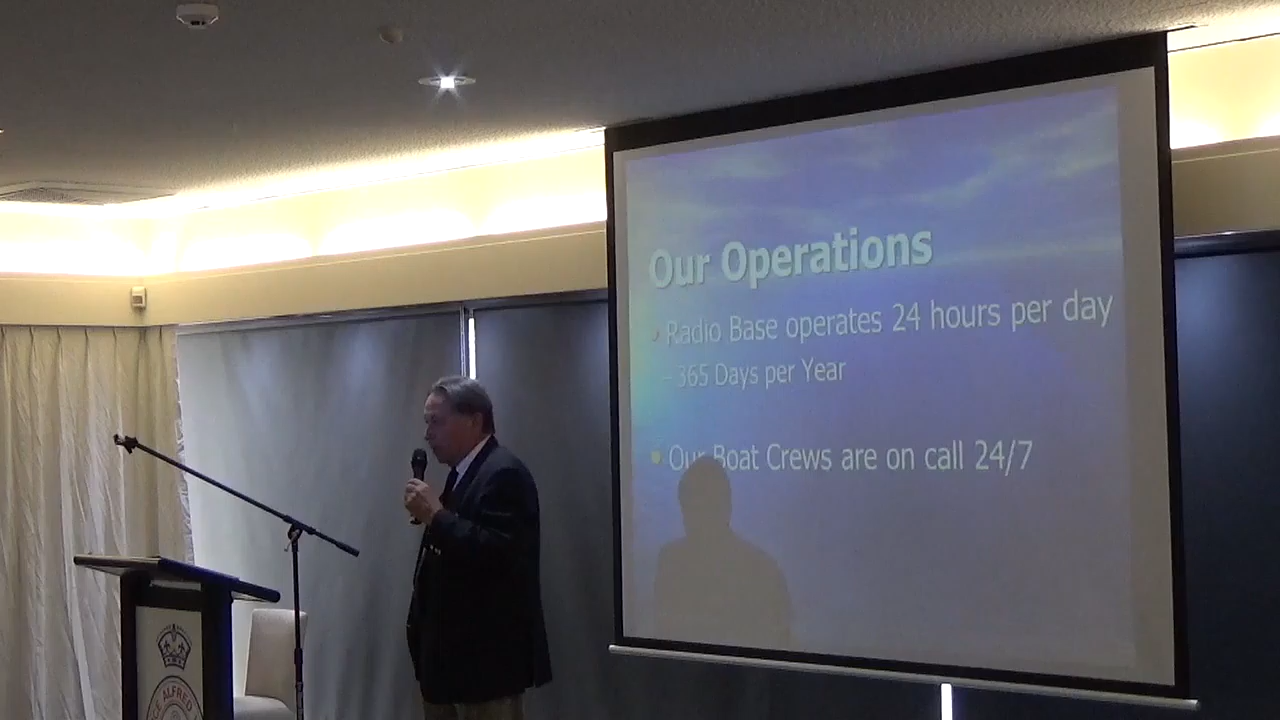 Our Operations
Radio Base operates 24 hours per day
– 365 Days per Year
Our Boat Crews are on call 24/7
ALFRED